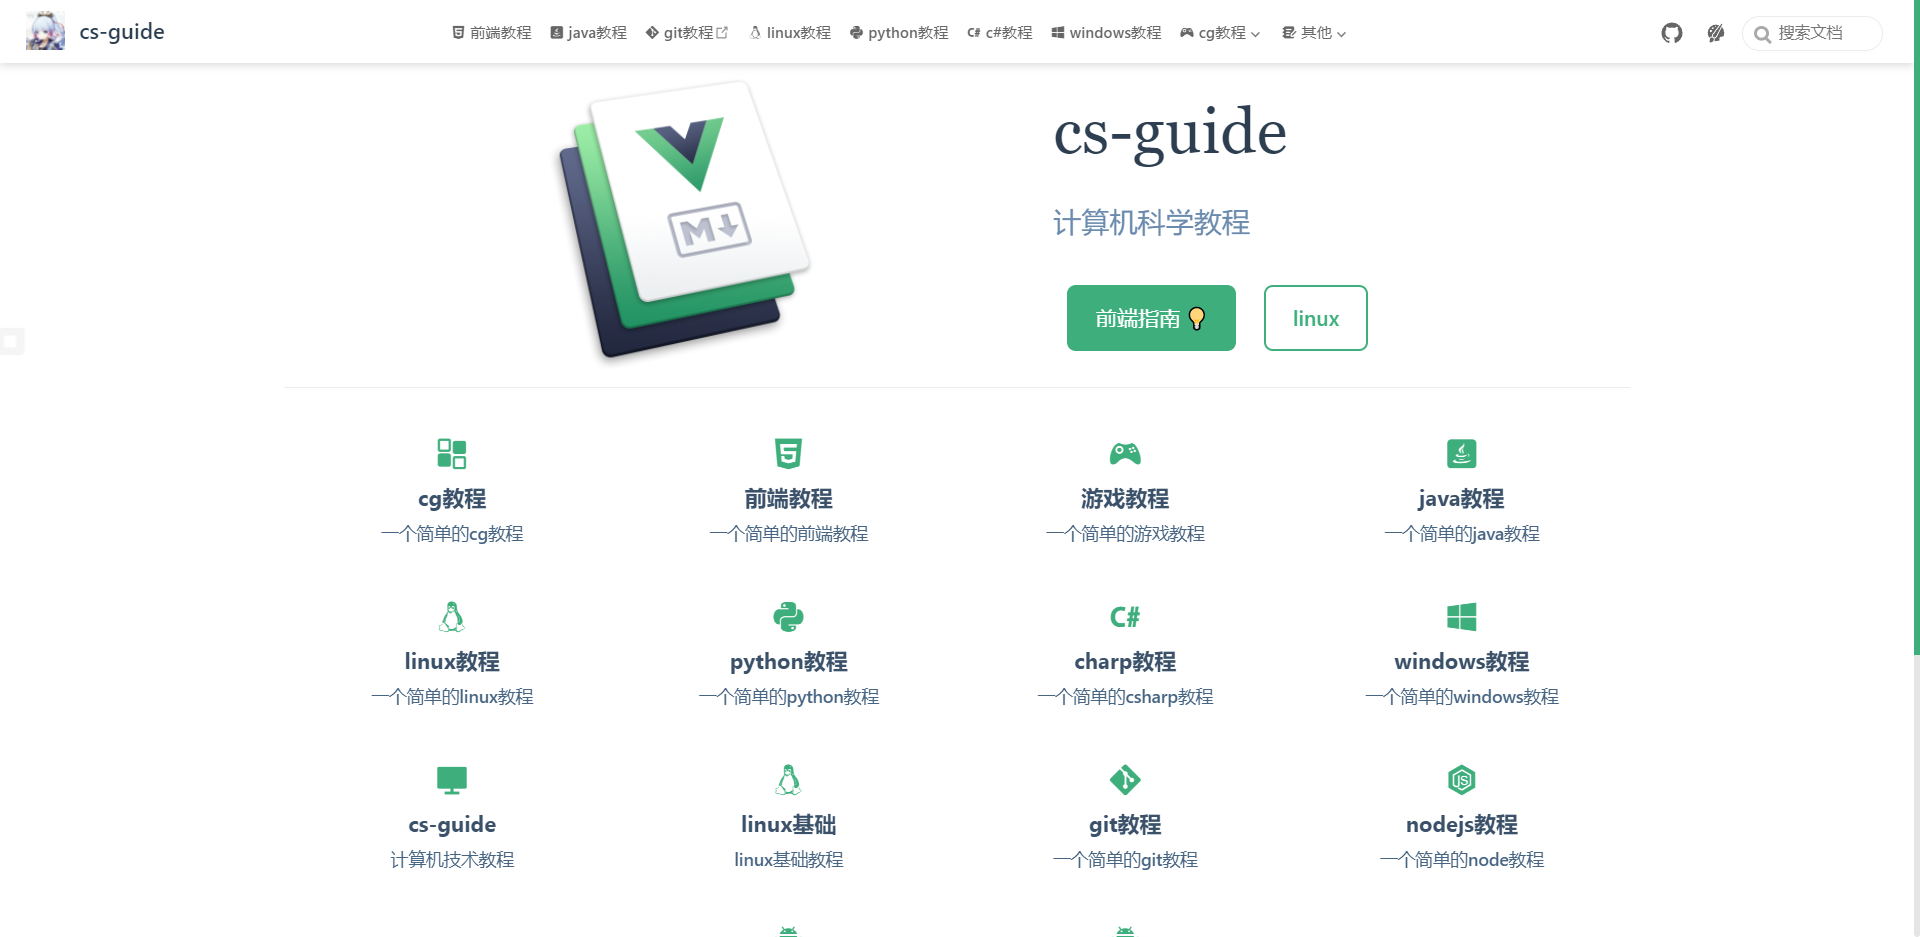 cs-guide
前端教程 java教程 git教程 linux教程 python教程 C# c#教程 windows教程 cg教程 其他
搜索文档
M
cs-guide
计算机科学教程
前端指南💡 linux
cg教程 前端教程 游戏教程 java教程
一个简单的cg教程 一个简单的前端教程 一个简单的游戏教程 一个简单的java教程
C#
linux教程 python教程 charp教程 windows教程
一个简单的linux教程 一个简单的python教程 一个简单的csharp教程 一个简单的windows教程
JS
cs-guide linux基础 git教程 nodejs教程
计算机技术教程 linux基础教程 一个简单的git教程 一个简单的node教程